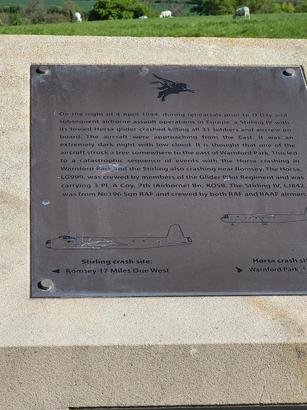 On the night of 4 April 1944, during rehearsals prior to D Day and
subsequent airborne assault operations in Europe, a Stirling IV with
its towed Horsa glider crashed killing all 33 soldiers and aircrew on
board. The aircraft were approaching from the East. It was an
extremely dark night with low cloud. It is thought that one of the
aircraft struck a tree somewhere to the east of Warnford Park. This led
to a catastrophic sequence of events with the Horsa crashing in
Warnford Park and the Stirling also crashing near Romsey. The Horsa,
LG999, was crewed by members of the Glider Pilot Regiment and was
carrying 3 Pl, A Coy, 7th (Airborne) Bn, KOSB. The Stirling IV, LJ842,
was from No196 Sqn RAF and crewed by both RAF and RAAF airmen
Stirling crash site:
Romsey 17 Miles Due West
Horsa crash si
Warnford Park